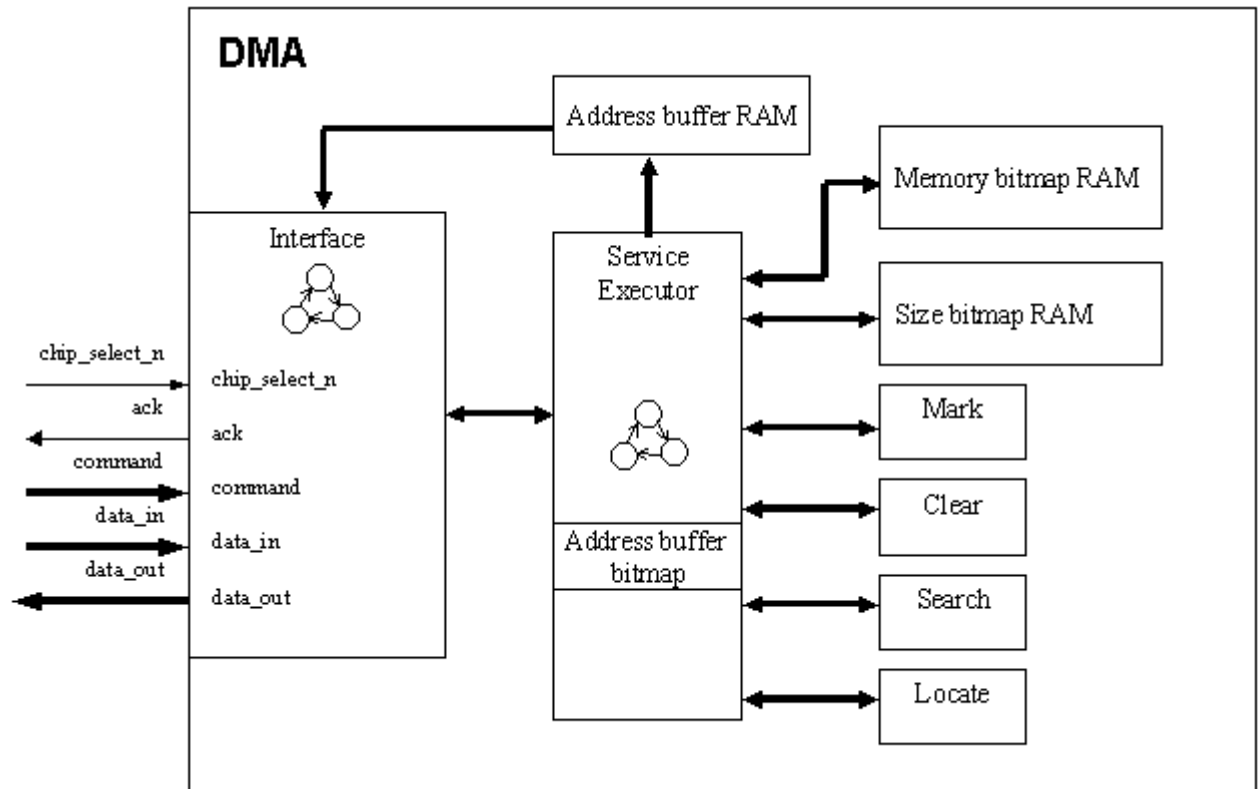 DMA
Address buffer RAM
Memory bitmap RAM
Interface
Service
Executor
Size bitmap RAM
chip_select_n
chip_select_n
ack
ack
command
command
data_in
data_in
data_out
data_out
Mark
Clear
Address buffer
bitmap
Search
Locate